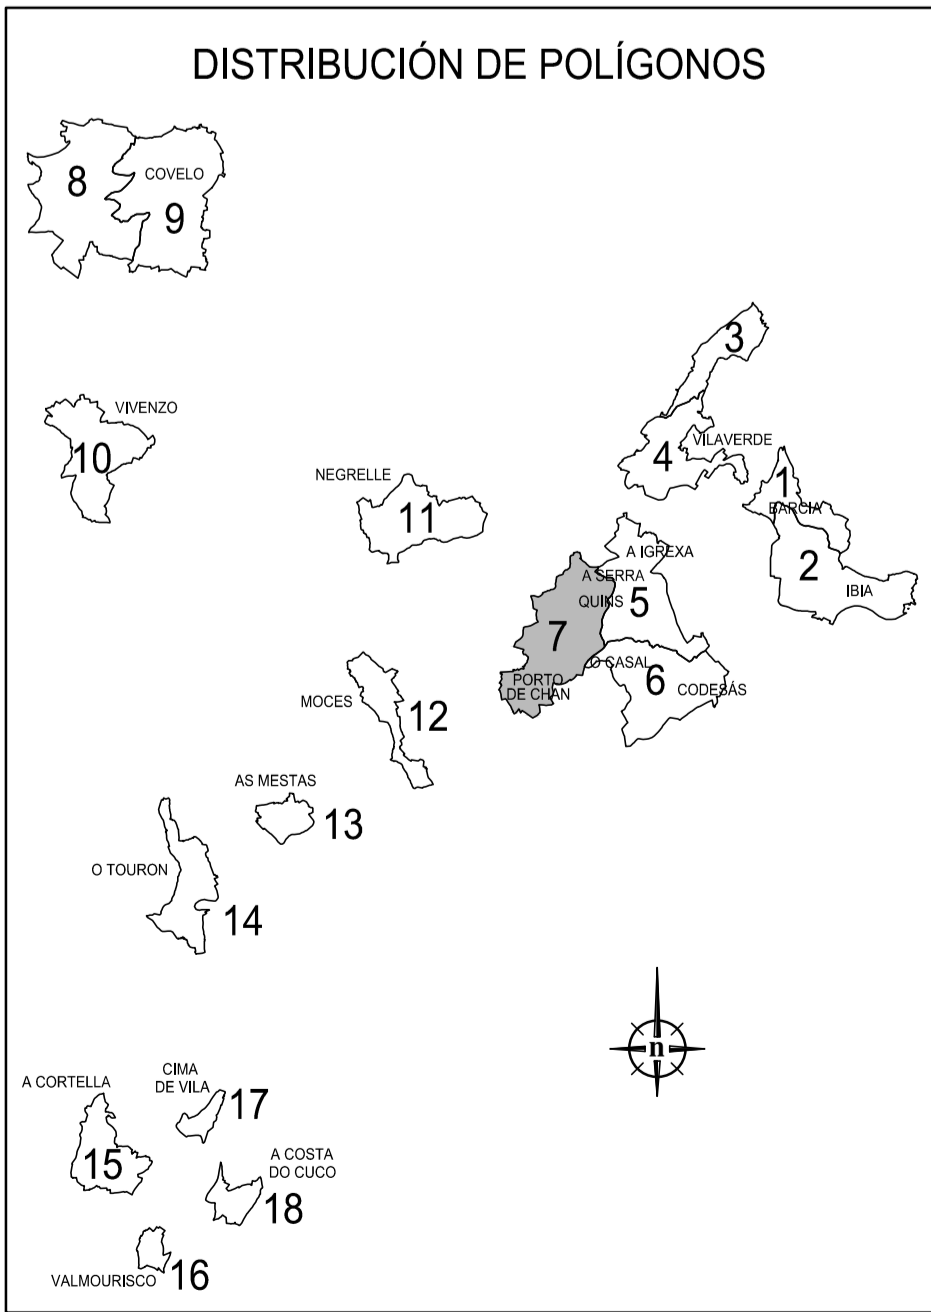 DISTRIBUCIÓN DE POLÍGONOS
8
COVELO
9
3
VIVENZO
10
4
VILAVERDE
NEGRELLE
11
1
BARCIA
2
IBIA
A IGREXA
A SERRA
QUINS
5
7
O CASAL
6
CODESÁS
PORTO
DE CHAN
MOCES
12
AS MESTAS
13
O TOURON
14
n
A CORTELLA
15
CIMA
DE VILA
17
A COSTA
DO CUCO
18
VALMOURISCO
16